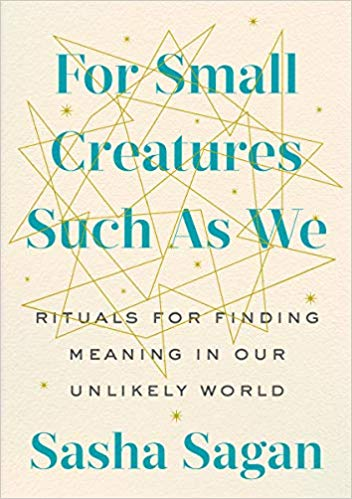 For Small
Creatures
Such As We
RITUALS FOR FINDING
MEANING IN OUR
UNLIKELY WORLD
Sasha Sagan